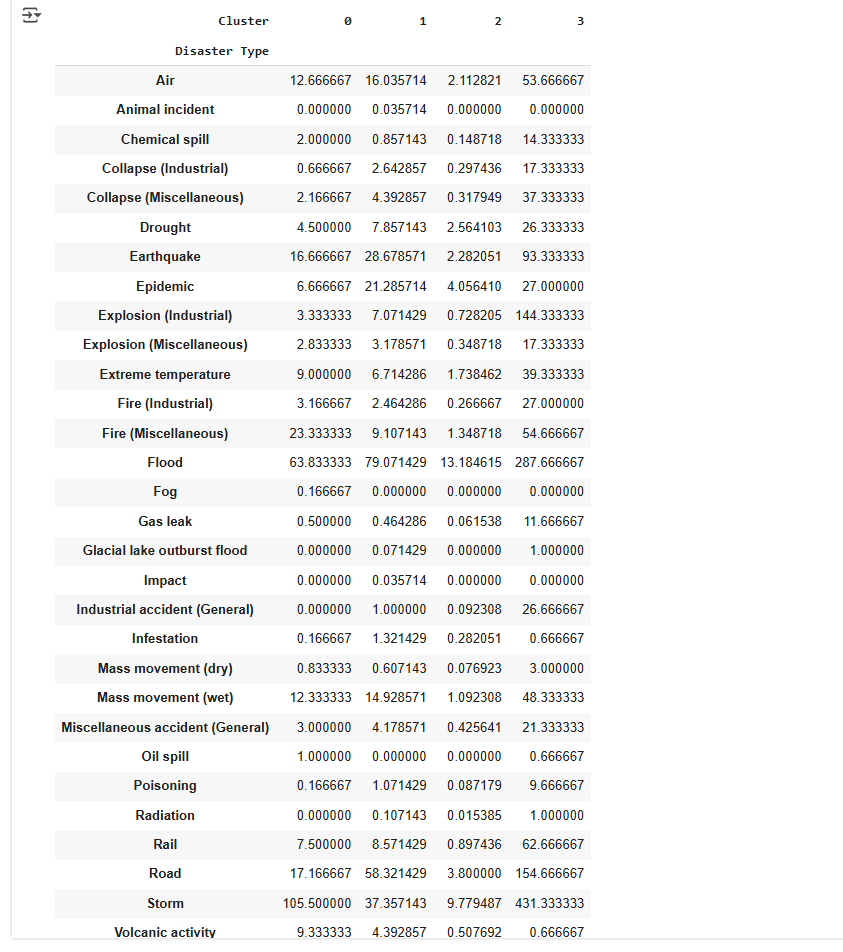 Cluster 0 1 2 3
Disaster Type
Air 12.666667 16.035714 2.112821 53.666667
Animal incident 0.000000 0.035714 0.000000 0.000000
Chemical spill 2.000000 0.857143 0.148718 14.333333
Collapse (Industrial) 0.666667 2.642857 0.297436 17.333333
Collapse (Miscellaneous) 2.166667 4.392857 0.317949 37.333333
Drought 4.500000 7.857143 2.564103 26.333333
Earthquake 16.666667 28.678571 2.282051 93.333333
Epidemic 6.666667 21.285714 4.056410 27.000000
Explosion (Industrial) 3.333333 7.071429 0.728205 144.333333
Explosion (Miscellaneous) 2.833333 3.178571 0.348718 17.333333
Extreme temperature 9.000000 6.714286 1.738462 39.333333
Fire (Industrial) 3.166667 2.464286 0.266667 27.000000
Fire (Miscellaneous) 23.333333 9.107143 1.348718 54.666667
Flood 63.833333 79.071429 13.184615 287.666667
Fog 0.166667 0.000000 0.000000 0.000000
Gas leak 0.500000 0.464286 0.061538 11.666667
Glacial lake outburst flood 0.000000 0.071429 0.000000 1.000000
Impact 0.000000 0.035714 0.000000 0.000000
Industrial accident (General) 0.000000 1.000000 0.092308 26.666667
Infestation 0.166667 1.321429 0.282051 0.666667
Mass movement (dry) 0.833333 0.607143 0.076923 3.000000
Mass movement (wet) 12.333333 14.928571 1.092308 48.333333
Miscellaneous accident (General) 3.000000 4.178571 0.425641 21.333333
Oil spill 1.000000 0.000000 0.000000 0.666667
Poisoning 0.166667 1.071429 0.087179 9.666667
Radiation 0.000000 0.107143 0.015385 1.000000
Rail 7.500000 8.571429 0.897436 62.666667
Road 17.166667 58.321429 3.800000 154.666667
Storm 105.500000 37.357143 9.779487 431.333333
Volcanic activity 9.333333 4.392857 0.507692 0.666667